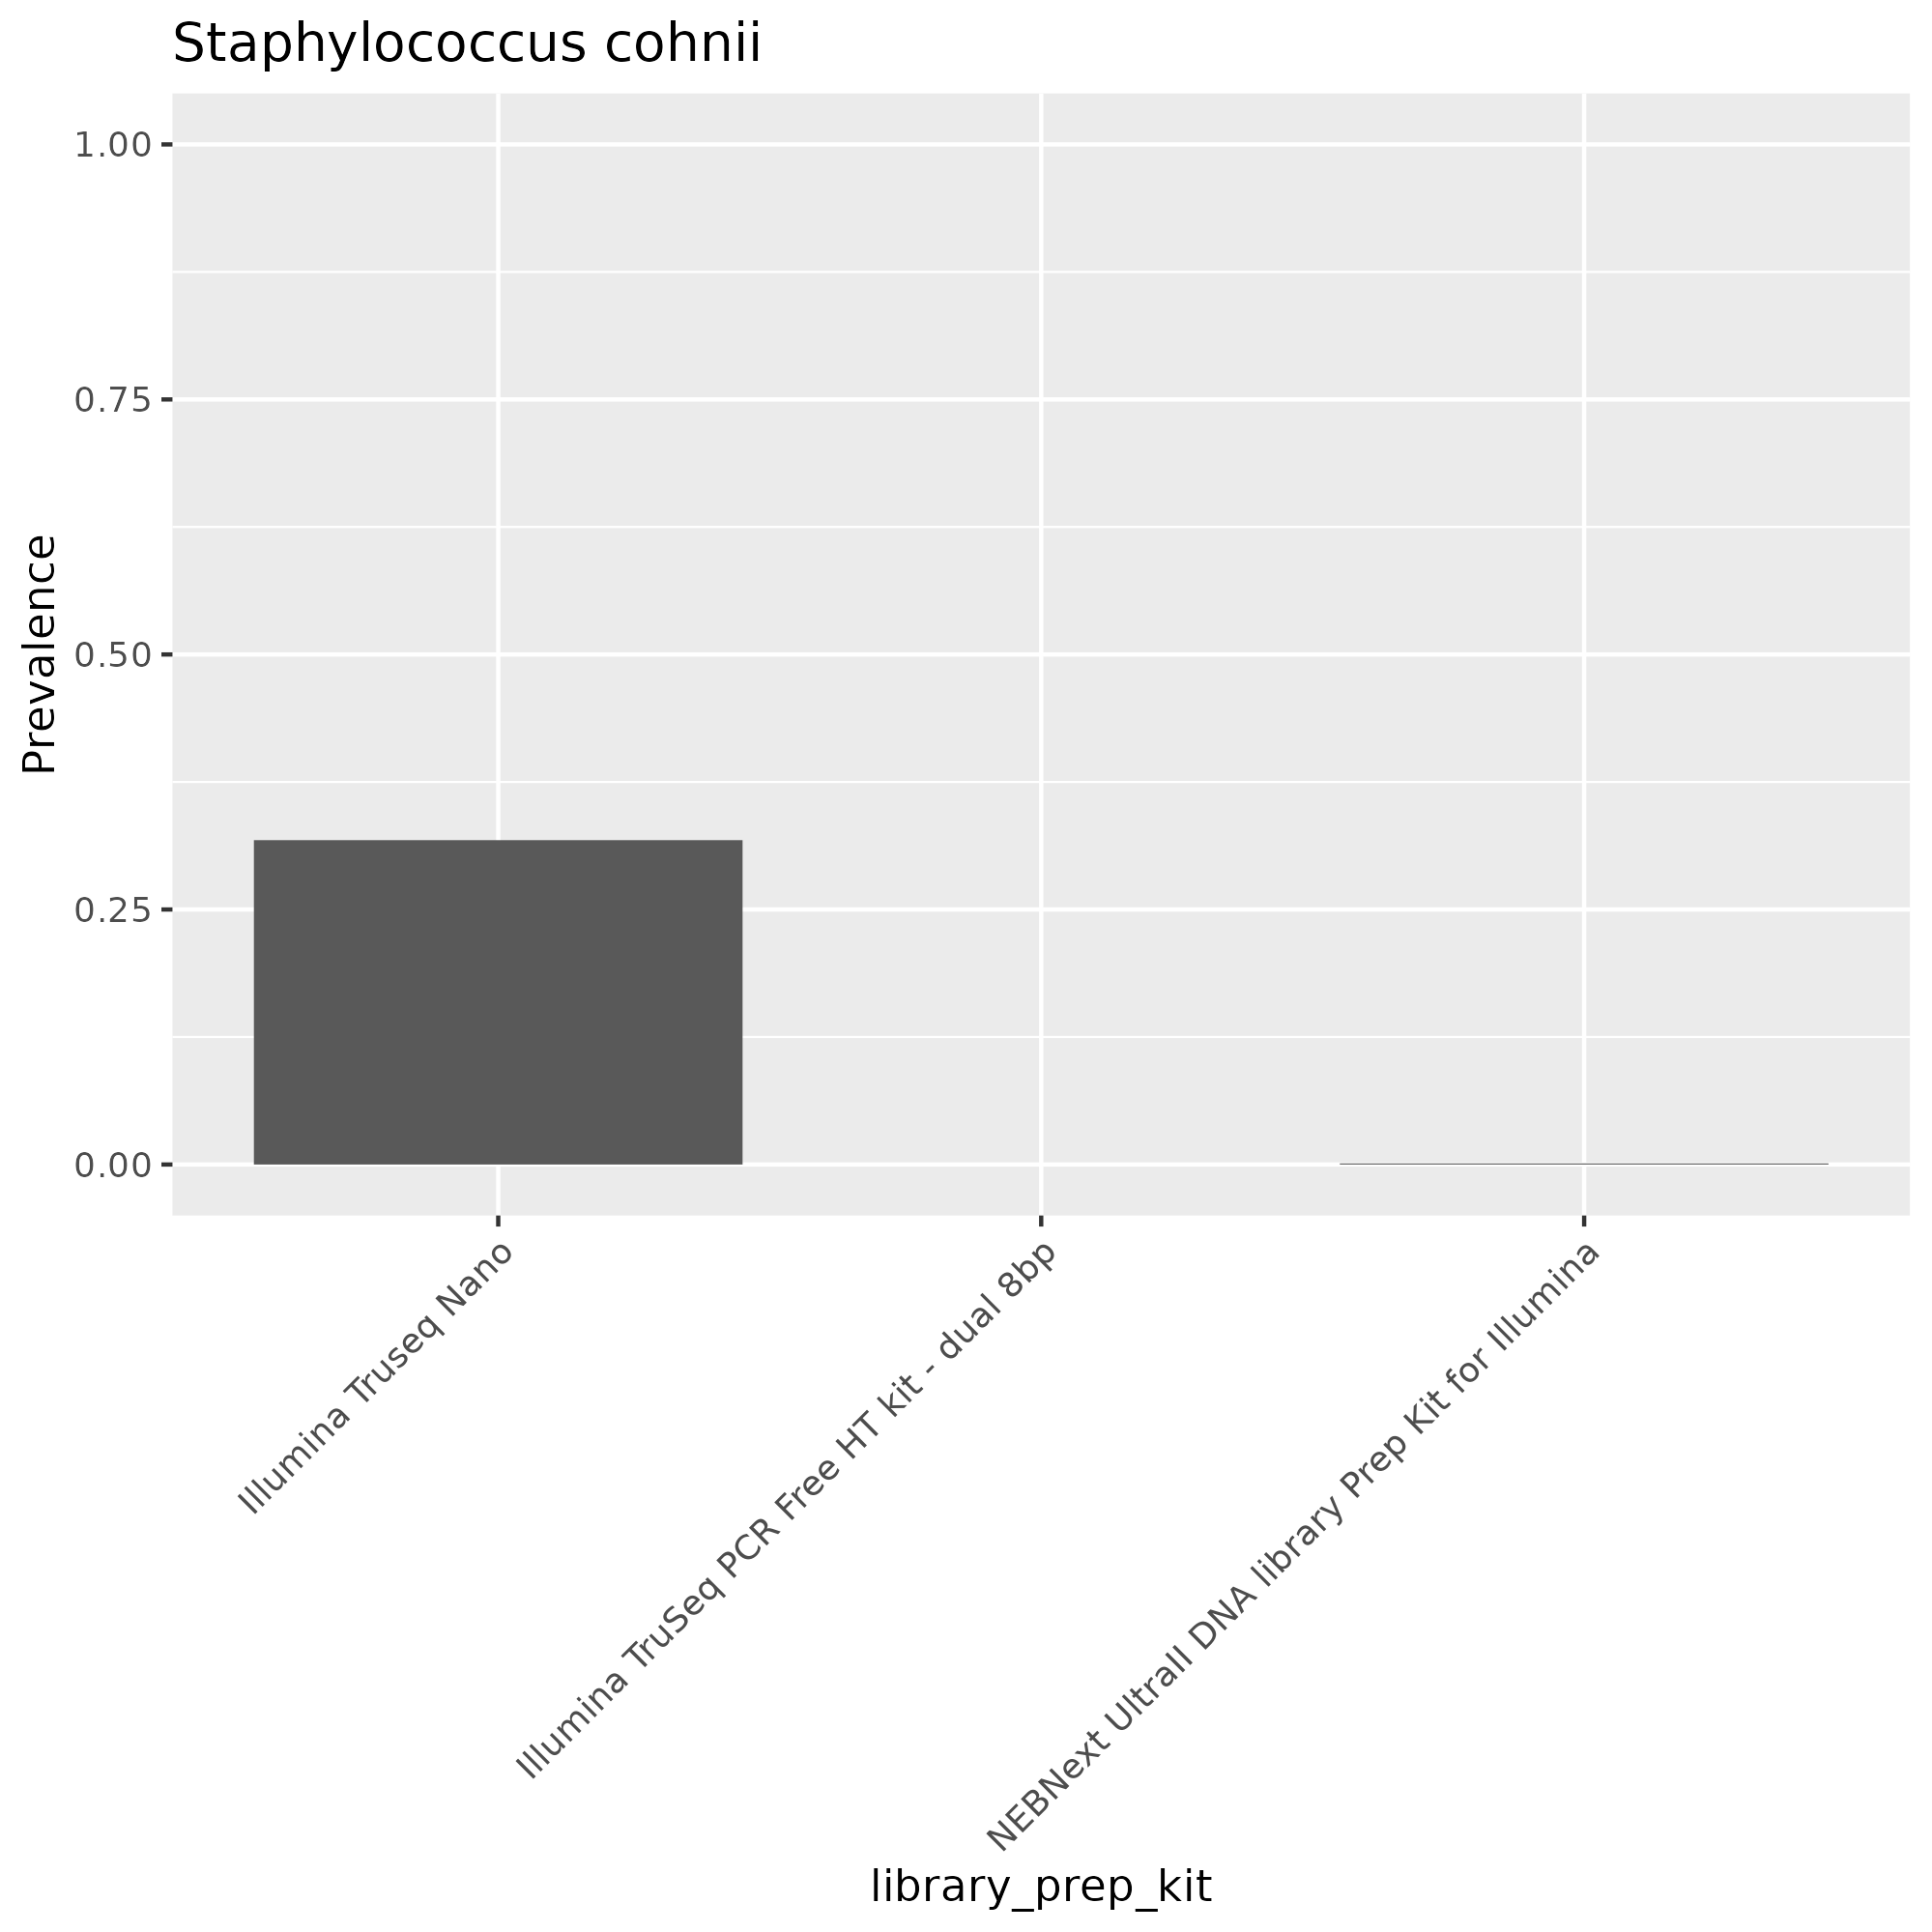 Staphylococcus cohnii
Prevalence
1.00
0.75
0.50
0.25
0.00
Illumina Truseq Nano
Illumina TruSeq PCR Free HT kit - dual 8bp
NEBNext UltraII DNA library Prep Kit for Illumina
library_prep_kit